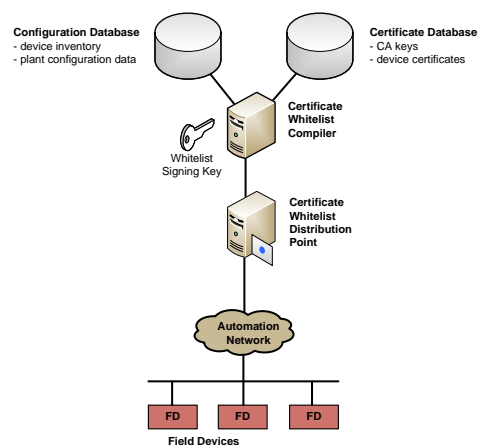 Configuration Database
- device inventory
- plant configuration data
Certificate Database
- CA keys
- device certificates
Certificate
Whitelist
Compiler
Whitelist
Signing Key
Certificate
Whitelist
Distribution
Point
Automation
Network
FD
FD
FD
Field Devices